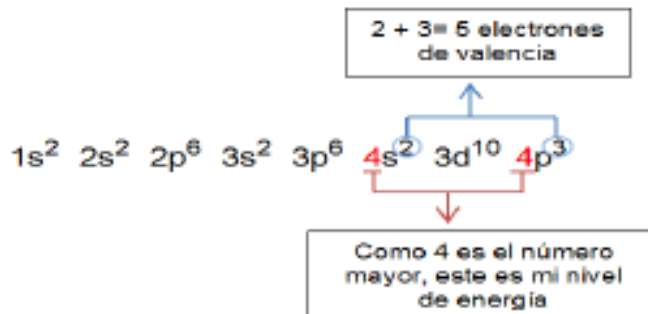 2 + 3= 5 electrones
de valencia
1s² 2s² 2p⁶ 3s² 3p⁶ 4s² 3d¹⁰ 4p³
Como 4 es el número
mayor, este es mi nivel
de energía